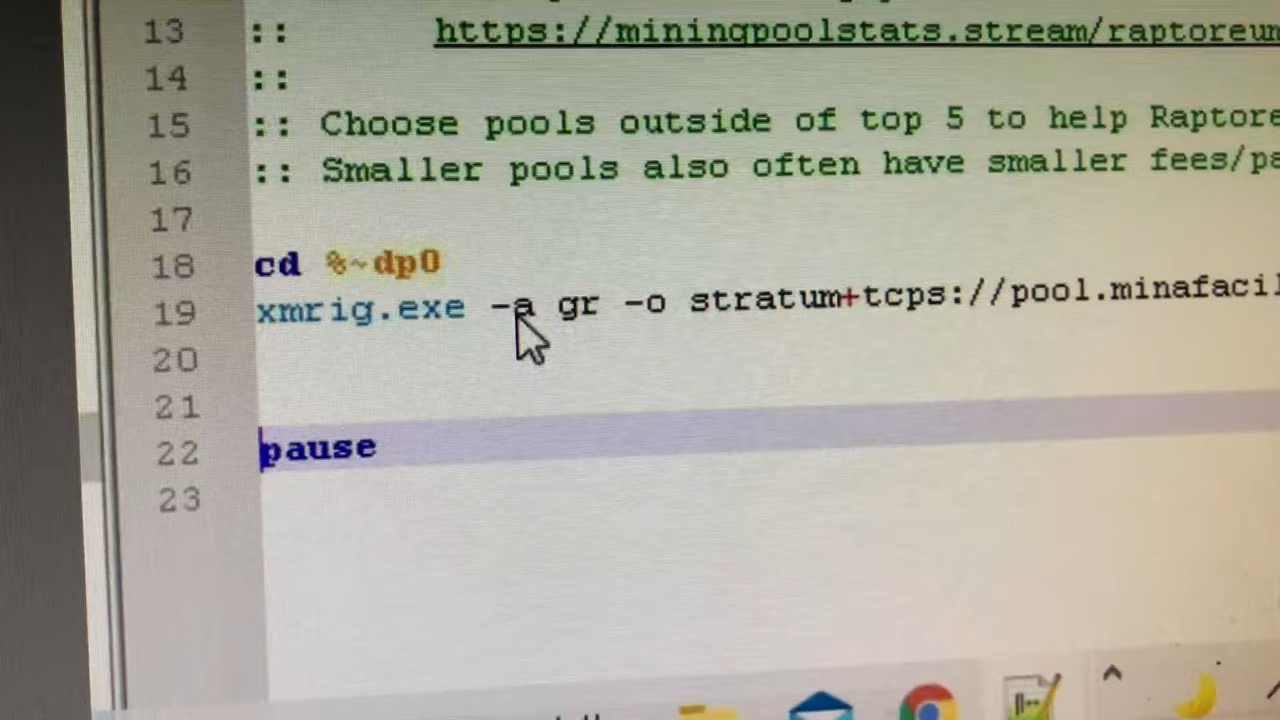 13 :: https://miningpoolstats.stream/raptoreum
14 ::
15 :: Choose pools outside of top 5 to help Raptore
16 :: Smaller pools also often have smaller fees/pa
17
18 cd %~dp0
19 xmrig.exe -a gr -o stratum+tcps://pool.minafacil
20
21
22 pause
23